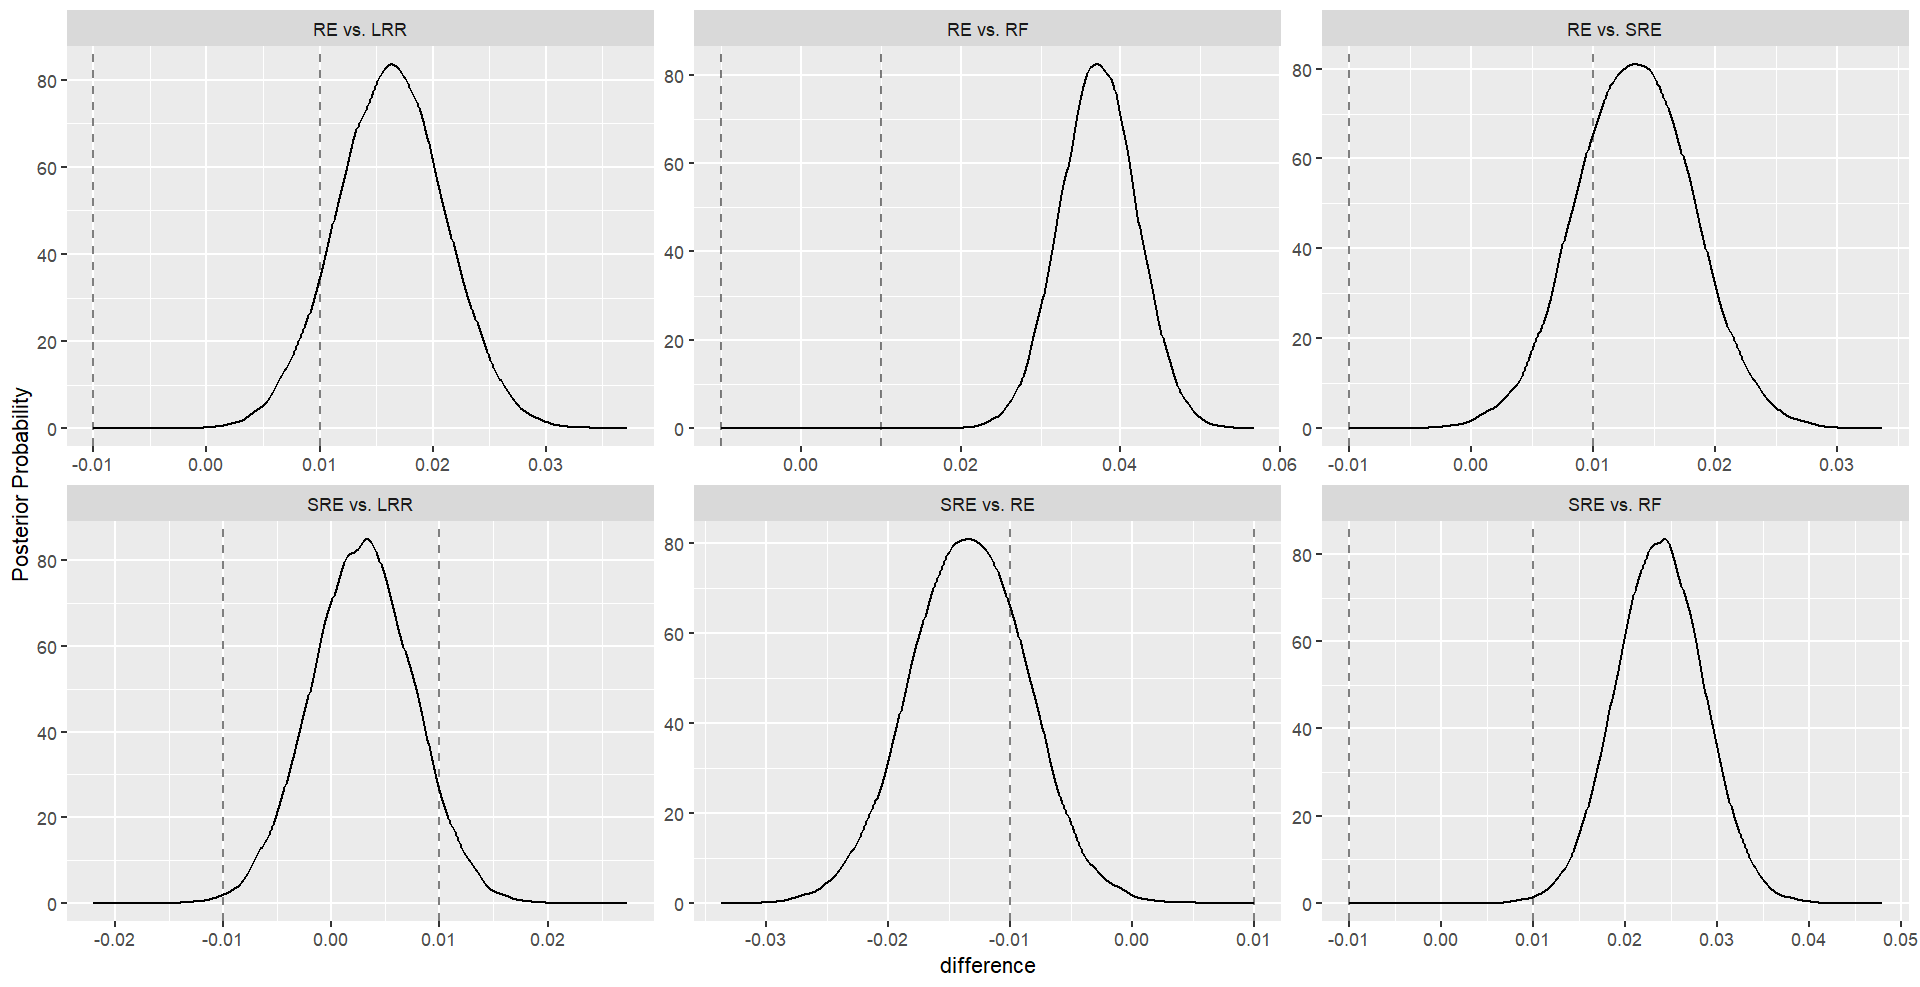 RE vs. LRR
RE vs. RF
RE vs. SRE
80
60
40
20
0
-0.01 0.00 0.01 0.02 0.03
80
60
40
20
0
0.00 0.02 0.04 0.06
80
60
40
20
0
-0.01 0.00 0.01 0.02 0.03
Posterior Probability
SRE vs. LRR
SRE vs. RE
SRE vs. RF
80
60
40
20
0
-0.02 -0.01 0.00 0.01 0.02
80
60
40
20
0
-0.03 -0.02 -0.01 0.00 0.01
80
60
40
20
0
-0.01 0.00 0.01 0.02 0.03 0.04 0.05
difference